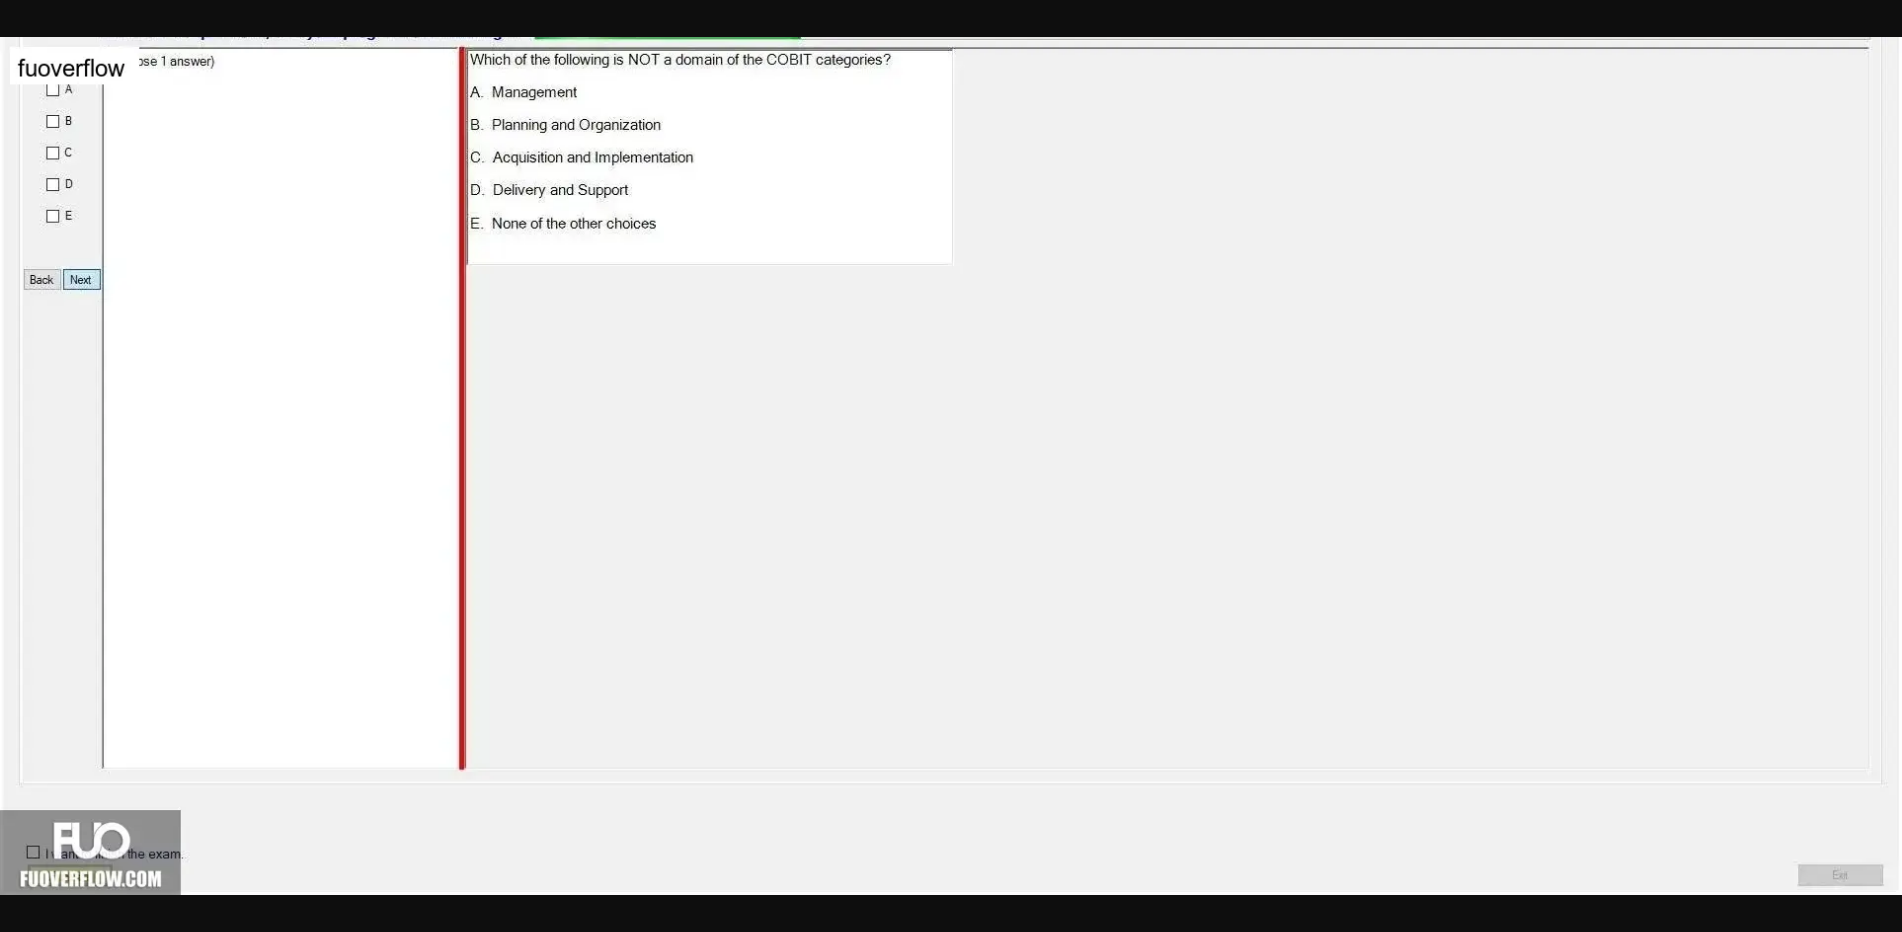 fuoverflow
ose 1 answer)
A
B
C
D
E
Back Next
Which of the following is NOT a domain of the COBIT categories?
A. Management
B. Planning and Organization
C. Acquisition and Implementation
D. Delivery and Support
E. None of the other choices
FUO
I want the exam.
FUOVERFLOW.COM
Exit